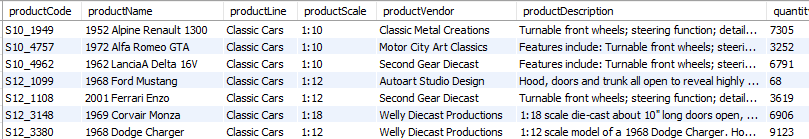 productCode productName productLine productScale productVendor productDescription quantity
S10_1949 1952 Alpine Renault 1300 Classic Cars 1:10 Classic Metal Creations Turnable front wheels; steering function; detail... 7305
S10_4757 1972 Alfa Romeo GTA Classic Cars 1:10 Motor City Art Classics Features include: Turnable front wheels; steeri... 3252
S10_4962 1962 LanciaA Delta 16V Classic Cars 1:10 Second Gear Diecast Features include: Turnable front wheels; steeri... 6791
S12_1099 1968 Ford Mustang Classic Cars 1:12 Autoart Studio Design Hood, doors and trunk all open to reveal highly ... 68
S12_1108 2001 Ferrari Enzo Classic Cars 1:12 Second Gear Diecast Turnable front wheels; steering function; detail... 3619
S12_3148 1969 Corvair Monza Classic Cars 1:18 Welly Diecast Productions 1:18 scale die-cast about 10" long doors open, ... 6906
S12_3380 1968 Dodge Charger Classic Cars 1:12 Welly Diecast Productions 1:12 scale model of a 1968 Dodge Charger. Ho... 9123